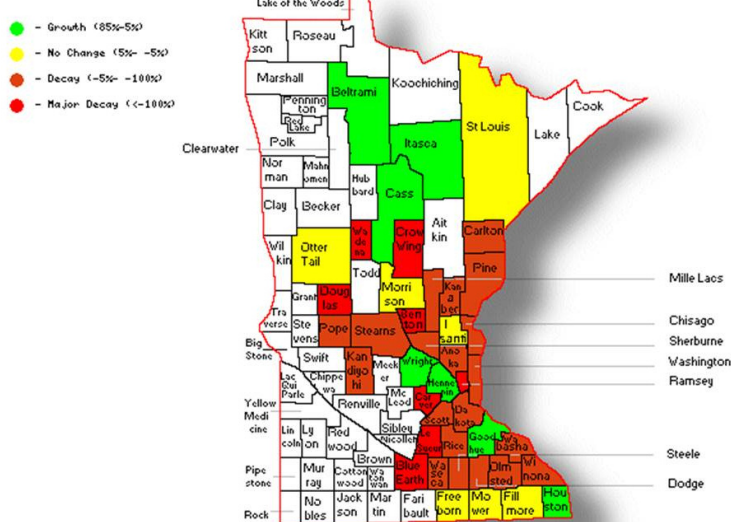 Lake of the Woods
- Growth (85%-5%)
- No Change (5%- -5%)
- Decay (-5%- -100%)
- Major Decay (<-100%)
Kitt
son
Roseau
Marshall
Beltrami
Koochiching
Cook
Penning
ton
Red
Lake
St Louis
Lake
Clearwater
Polk
Itasca
Nor
man
Mahn
omen
Hub
bard
Cass
Clay
Becker
Wa
de
na
Crow
Wing
Ait
kin
Carlton
Wil
kin
Otter
Tail
Todd
Pine
Mille Lacs
Grant
Doug
las
Morri
son
Kan
a
ber
Tra
verse
Ste
vens
Pope
Stearns
Ben
ton
I
santi
Chisago
Sherburne
Big
Stone
Swift
Kan
diyo
hi
Meek
er
Wright
Ano
ka
Washington
Lac
Qui
Parle
Chippe
wa
Henne
pin
Ramsey
Yellow
Medi
cine
Renville
Mc
Leod
Car
ver
Scott
Da
kota
Lin
coln
Ly
on
Red
wood
Sibley
Nicollet
Le
Sueur
Rice
Good
hue
Wa
basha
Steele
Pipe
stone
Mur
ray
Cotton
wood
Brown
Wa
ton
wan
Blue
Earth
Wa
se
ca
Olm
sted
Wi
nona
Dodge
Rock
No
bles
Jack
son
Mar
tin
Fari
bault
Free
born
Mo
wer
Fill
more
Hou
ston